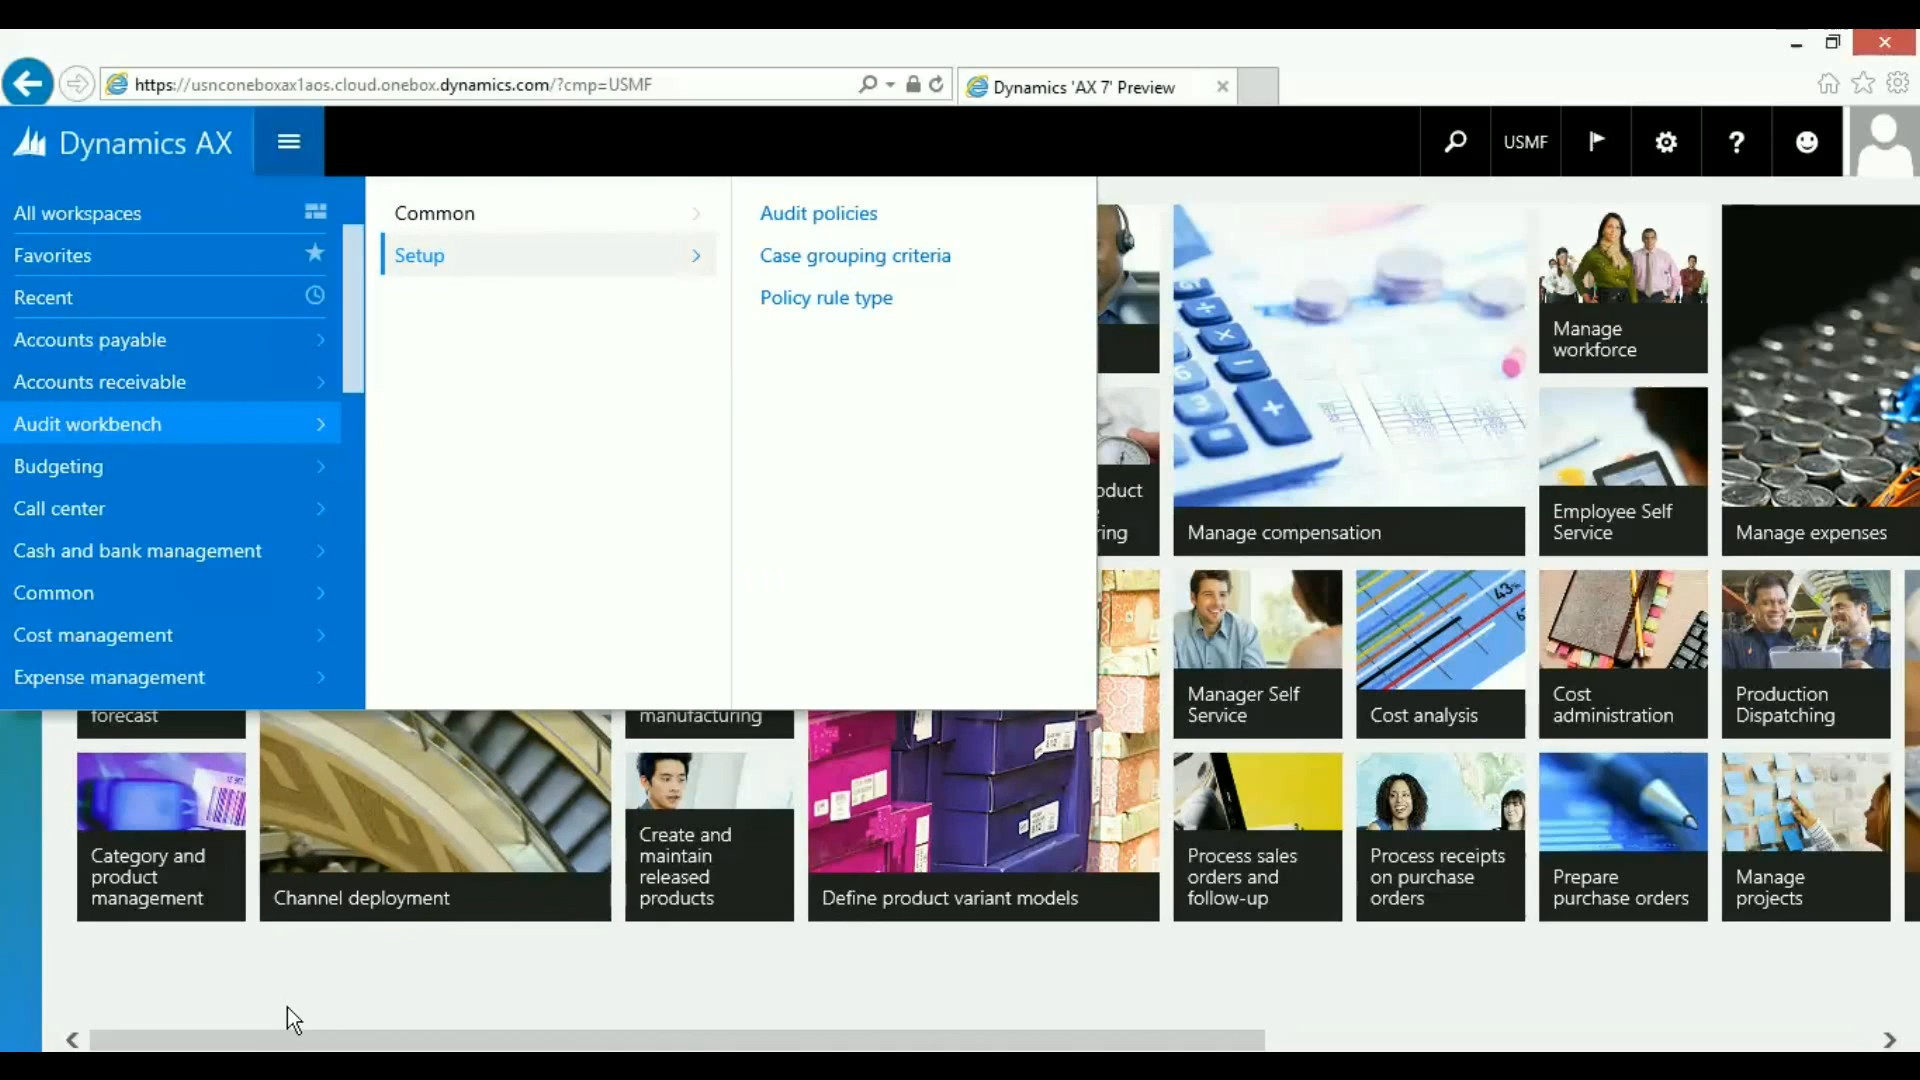 https://usnconeboxax1aos.cloud.onebox.dynamics.com/?cmp=USMF
Dynamics 'AX 7' Preview
Dynamics AX
USMF
?
All workspaces
Favorites
Recent
Accounts payable
Accounts receivable
Audit workbench
Budgeting
Call center
Cash and bank management
Common
Cost management
Expense management
Common
Setup
Audit policies
Case grouping criteria
Policy rule type
Manage compensation
Manage
workforce
Employee Self
Service
Manage expenses
Manager Self
Service
Cost analysis
Cost
administration
Production
Dispatching
forecast
manufacturing
Category and
product
management
Channel deployment
Create and
maintain
released
products
Define product variant models
Process sales
orders and
follow-up
Process receipts
on purchase
orders
Prepare
purchase orders
Manage
projects